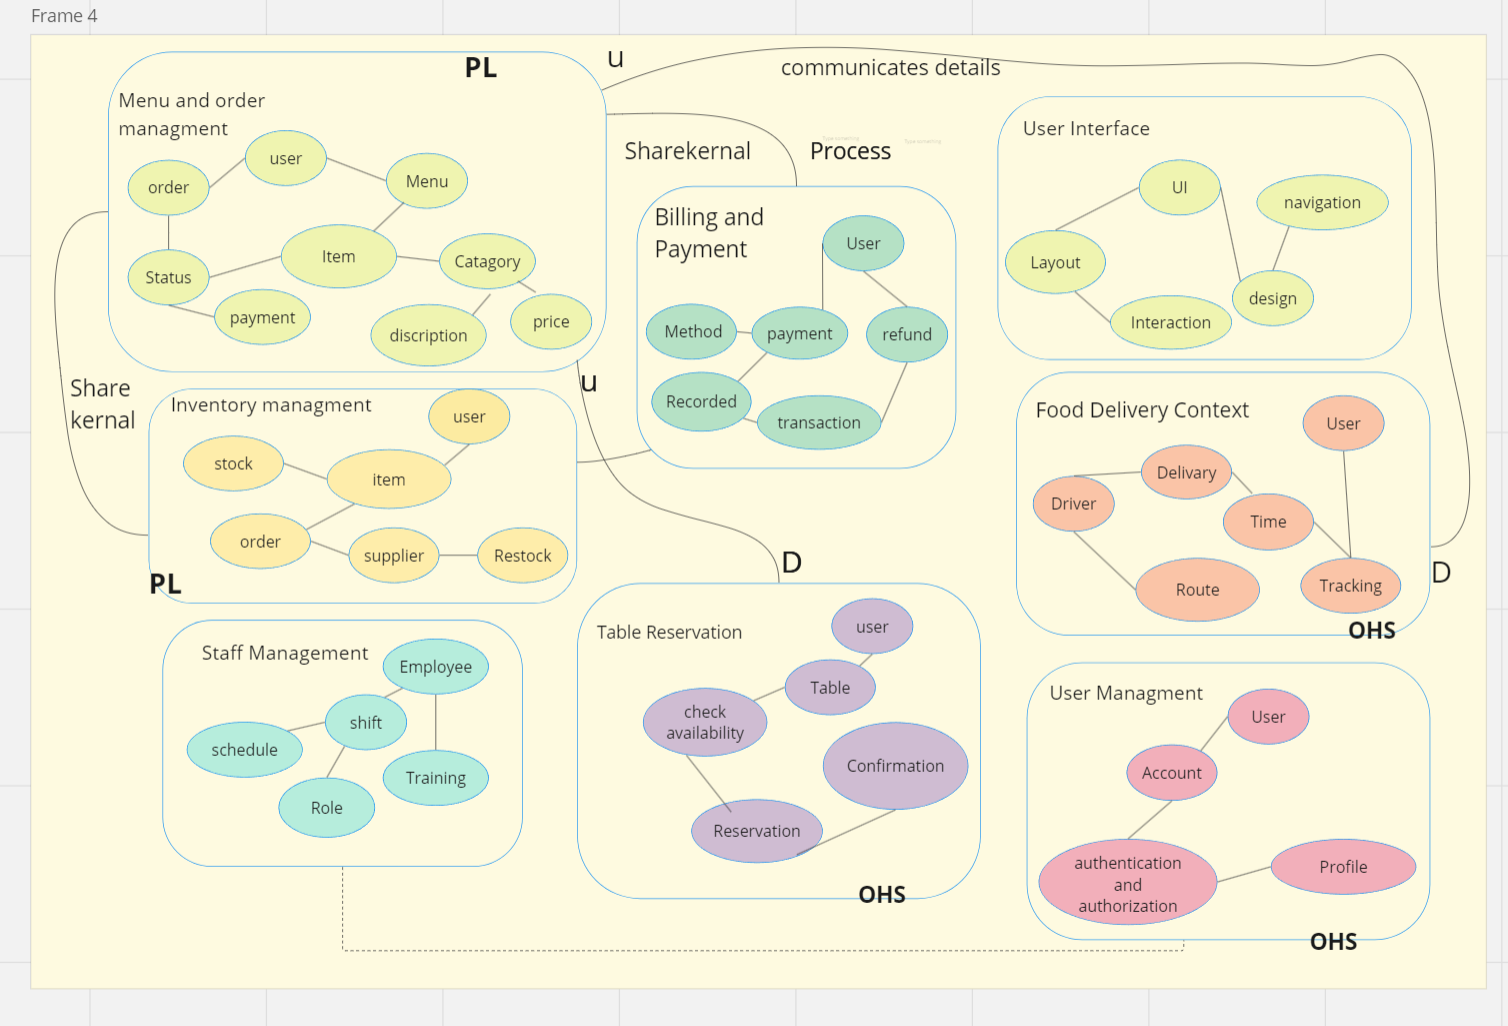 Frame 4
PL
u
communicates details
Menu and order
managment
user
order
Menu
Item
Catagory
Status
payment
discription
price
Sharekernal
Process
Type something
Type something
Billing and
Payment
User
Method
payment
refund
Recorded
transaction
User Interface
UI
navigation
Layout
design
Interaction
Share
kernal
u
Inventory managment
user
stock
item
order
supplier
Restock
PL
D
Food Delivery Context
User
Delivary
Driver
Time
Route
Tracking
D
OHS
Staff Management
Employee
shift
schedule
Training
Role
Table Reservation
user
Table
check
availability
Confirmation
Reservation
OHS
User Managment
User
Account
authentication
and
authorization
Profile
OHS